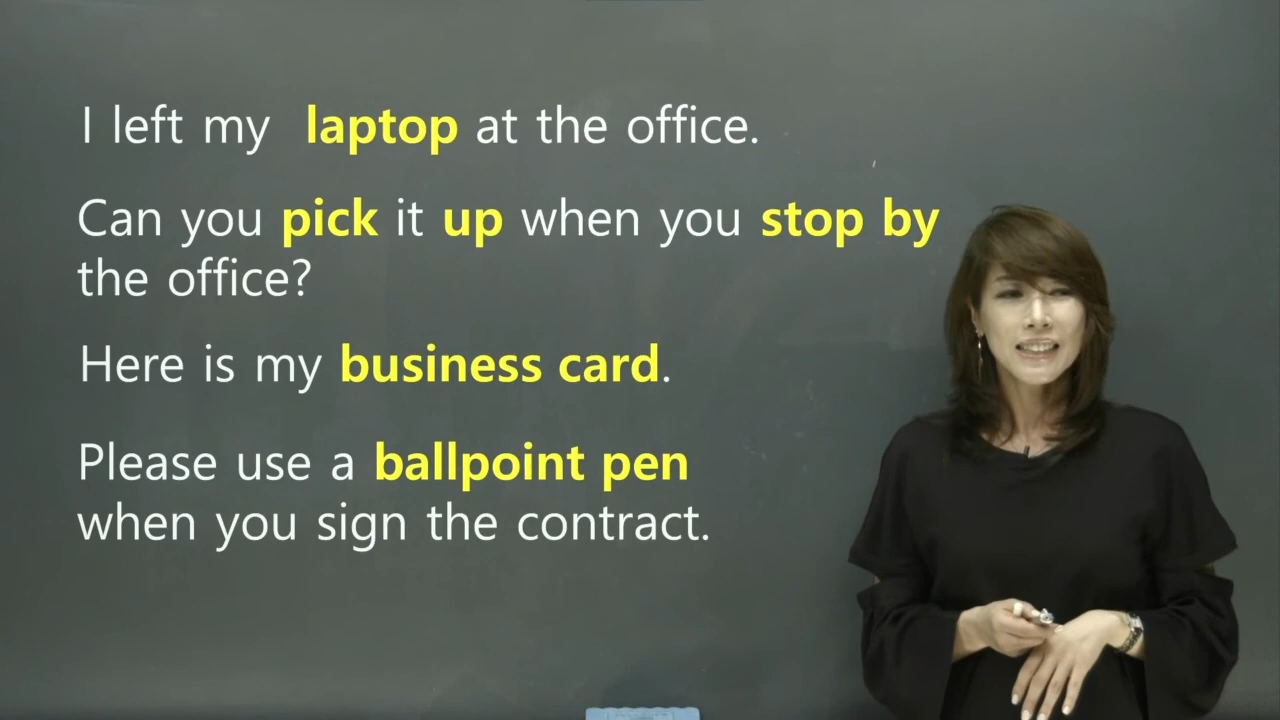 I left my laptop at the office.
Can you pick it up when you stop by
the office?
Here is my business card.
Please use a ballpoint pen
when you sign the contract.